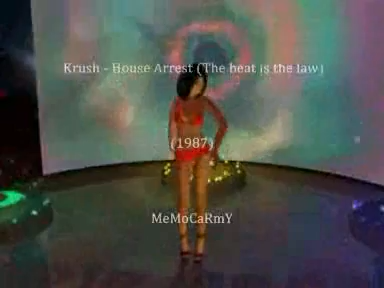 Krush - House Arrest (The beat is the law)
(1987)
MeMoCaRmY